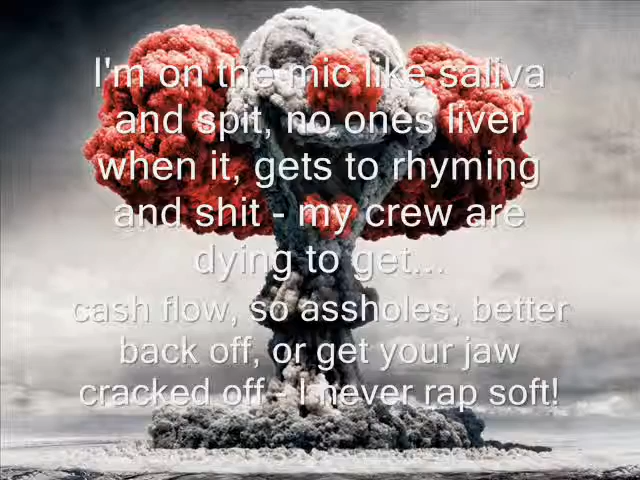 I'm on the mic like saliva
and spit, no ones liver
when it, gets to rhyming
and shit - my crew are
dying to get...
cash flow, so assholes, better
back off, or get your jaw
cracked off - I never rap soft!